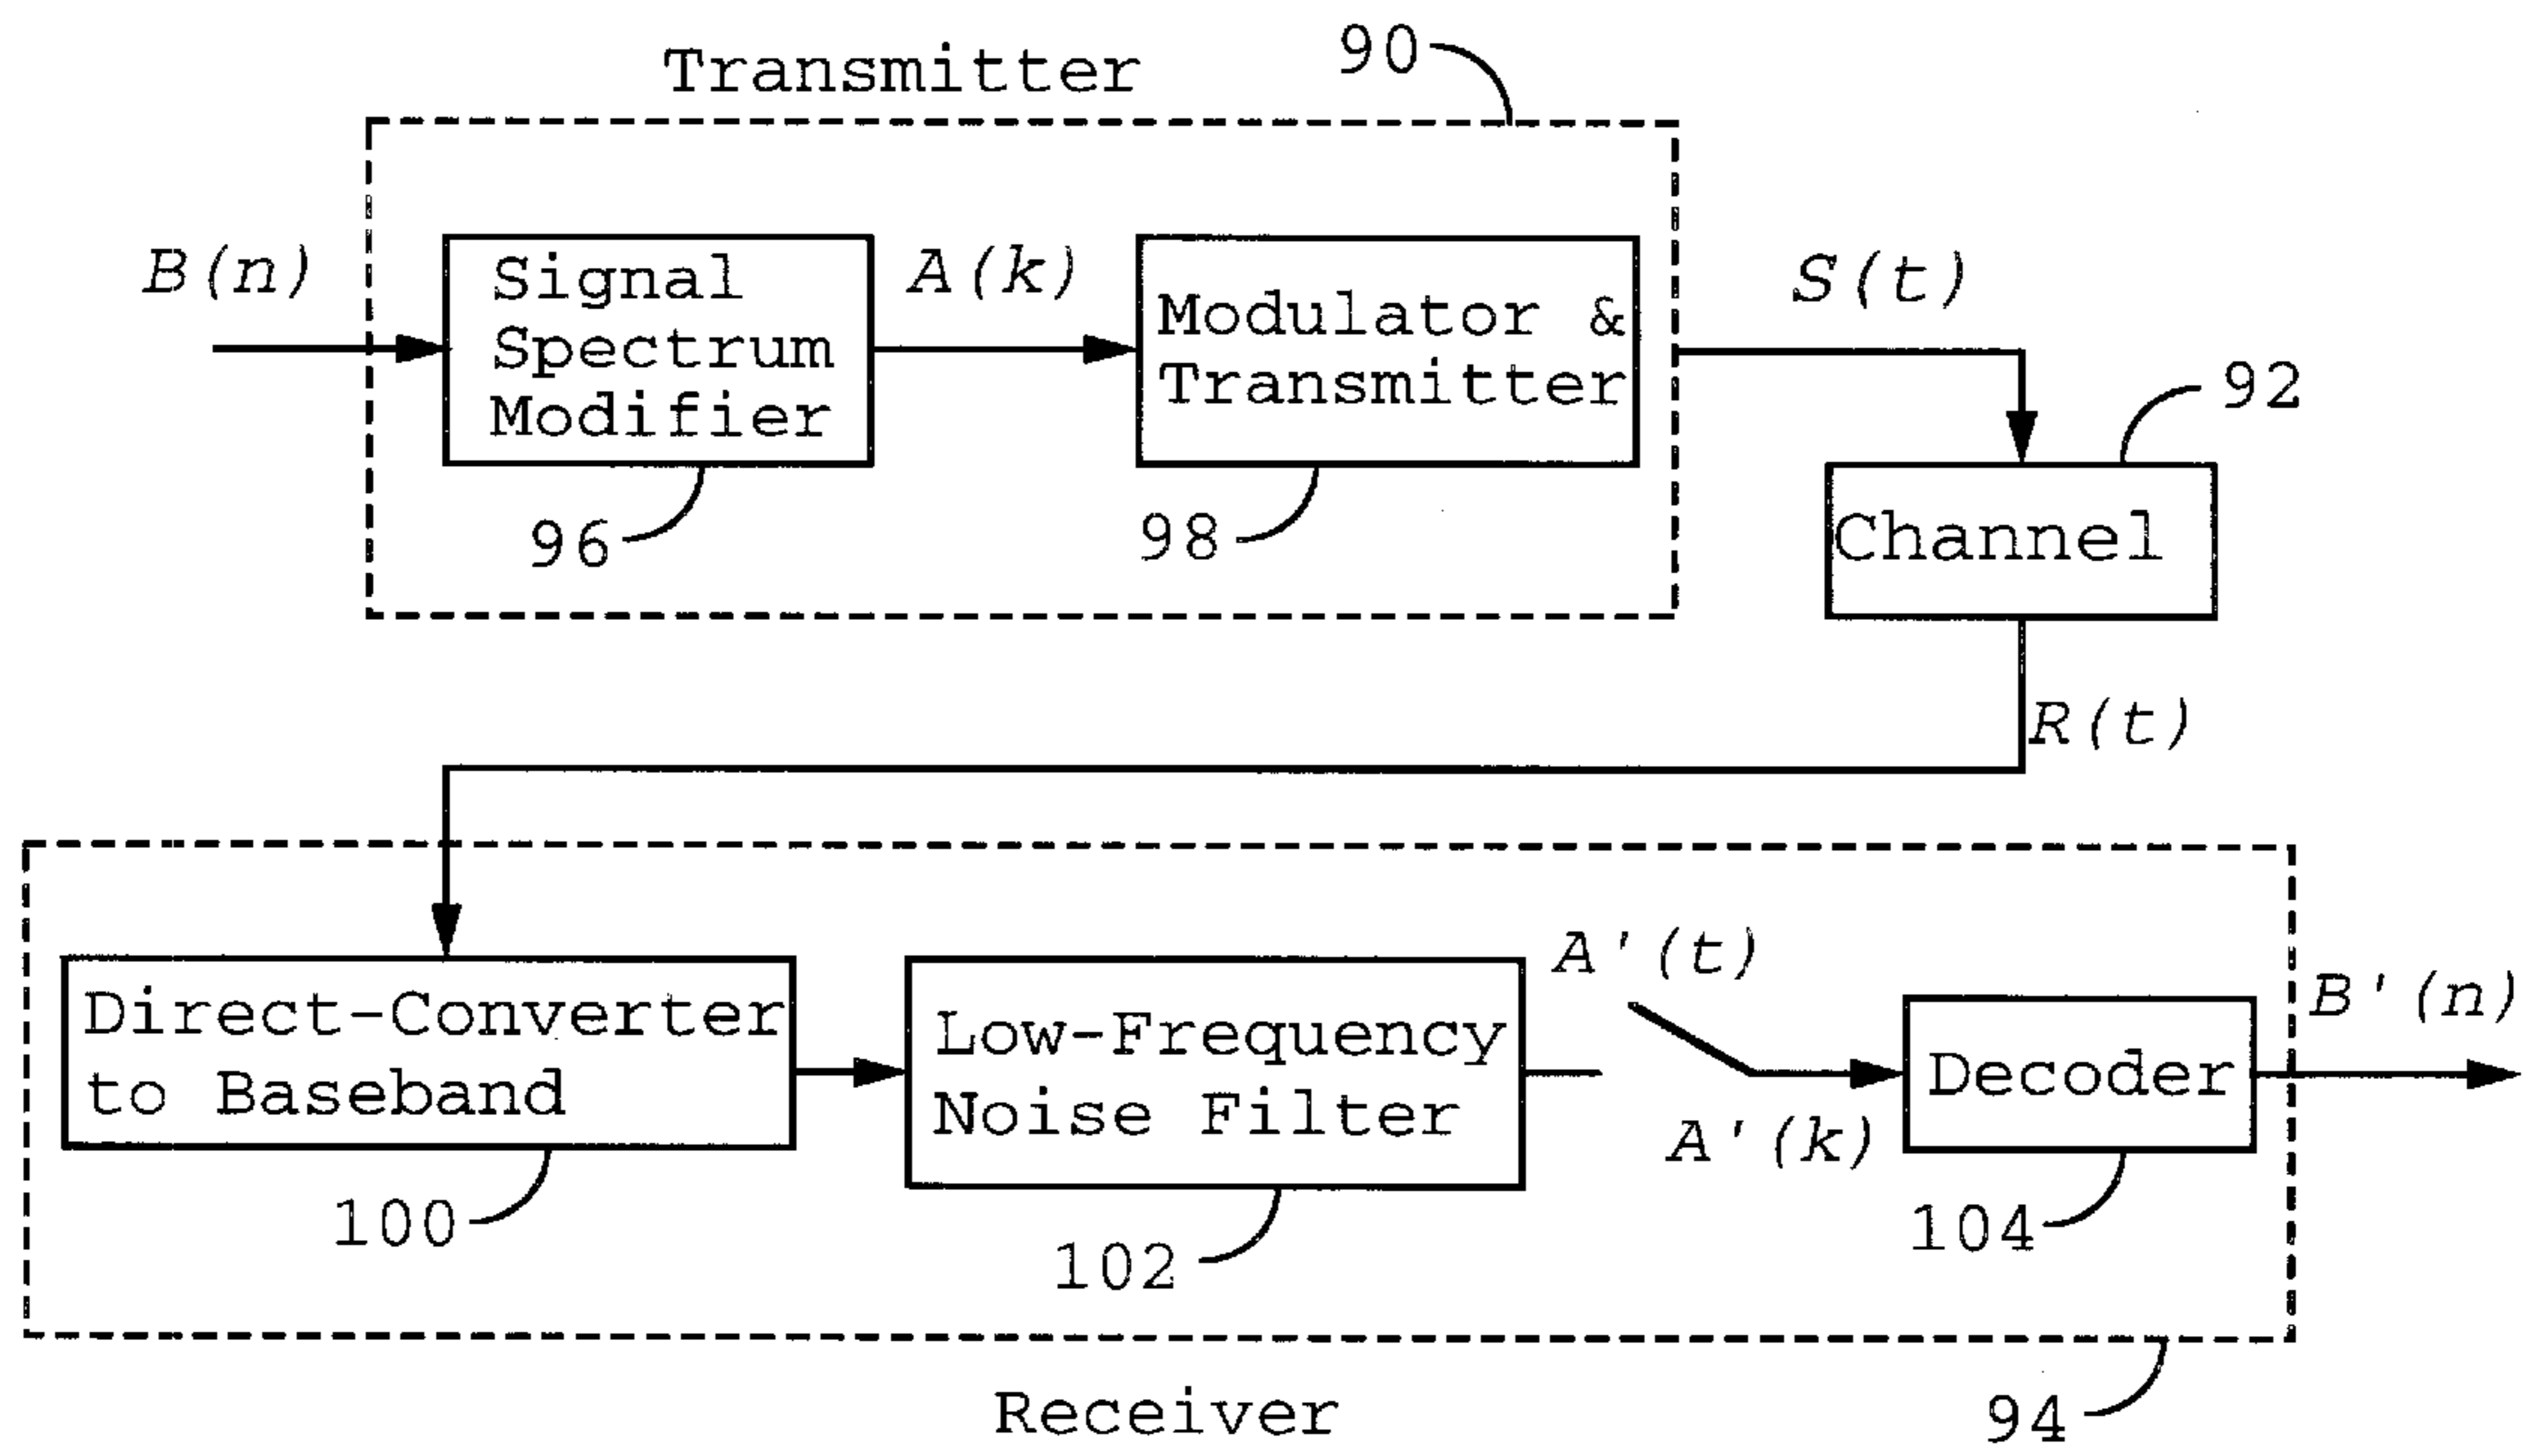 Transmitter
90
B(n)
Signal
Spectrum
Modifier
A(k)
Modulator &
Transmitter
S(t)
96
98
92
Channel
R(t)
Direct-Converter
to Baseband
Low-Frequency
Noise Filter
A'(t)
A'(k)
Decoder
B'(n)
100
102
104
Receiver
94